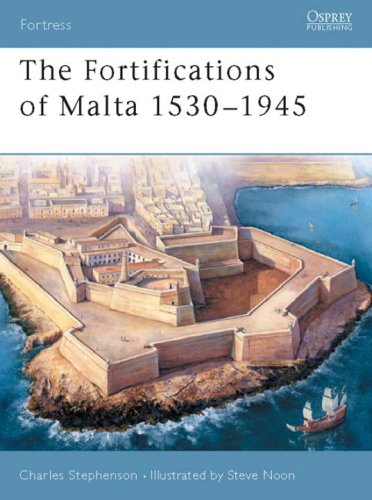 Fortress
OSPREY
PUBLISHING
The Fortifications
of Malta 1530–1945
Charles Stephenson • Illustrated by Steve Noon